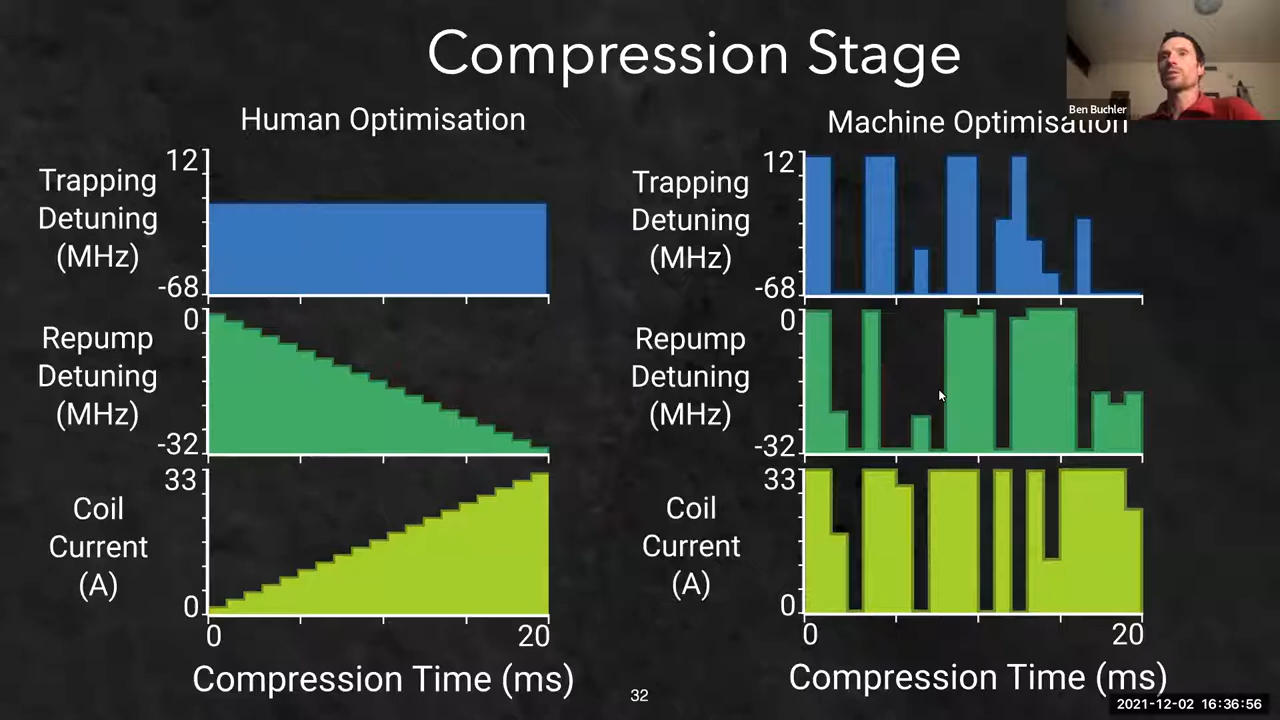 Compression Stage
Ben Buchler
Human Optimisation
12
Trapping
Detuning
(MHz)
-68
0
Repump
Detuning
(MHz)
-32
33
Coil
Current
(A)
0
0
20
Compression Time (ms)
Machine Optimisation
12
Trapping
Detuning
(MHz)
-68
0
Repump
Detuning
(MHz)
-32
33
Coil
Current
(A)
0
0
20
Compression Time (ms)
32
2021-12-02 16:36:56